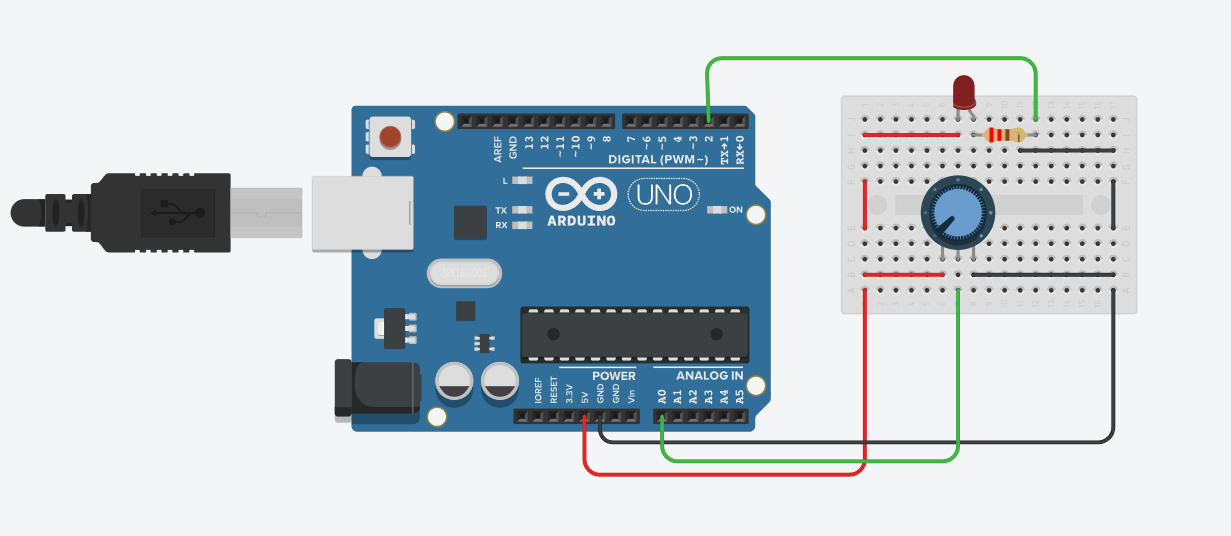 AREF
GND
13
12
~11
~10
~9
8
7
~6
~5
4
~3
2
TX→1
RX←0
DIGITAL (PWM~)
L
TX
RX
ARDUINO
UNO
ON
SPK16.000G
POWER
ANALOG IN
IOREF
RESET
3.3V
5V
GND
GND
Vin
A0
A1
A2
A3
A4
A5